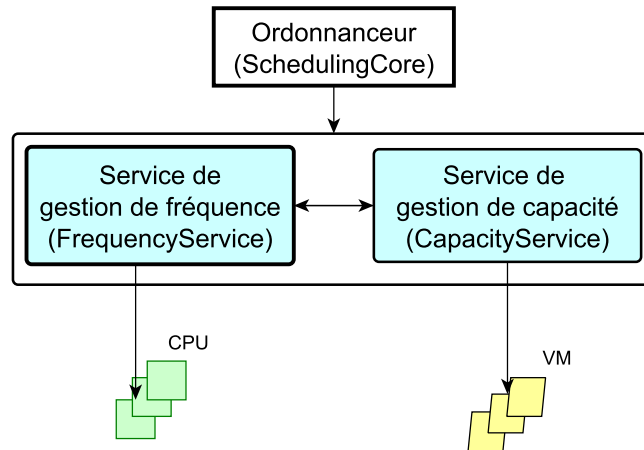 Ordonnanceur
(SchedulingCore)
Service de
gestion de fréquence
(FrequencyService)
Service de
gestion de capacité
(CapacityService)
CPU
VM